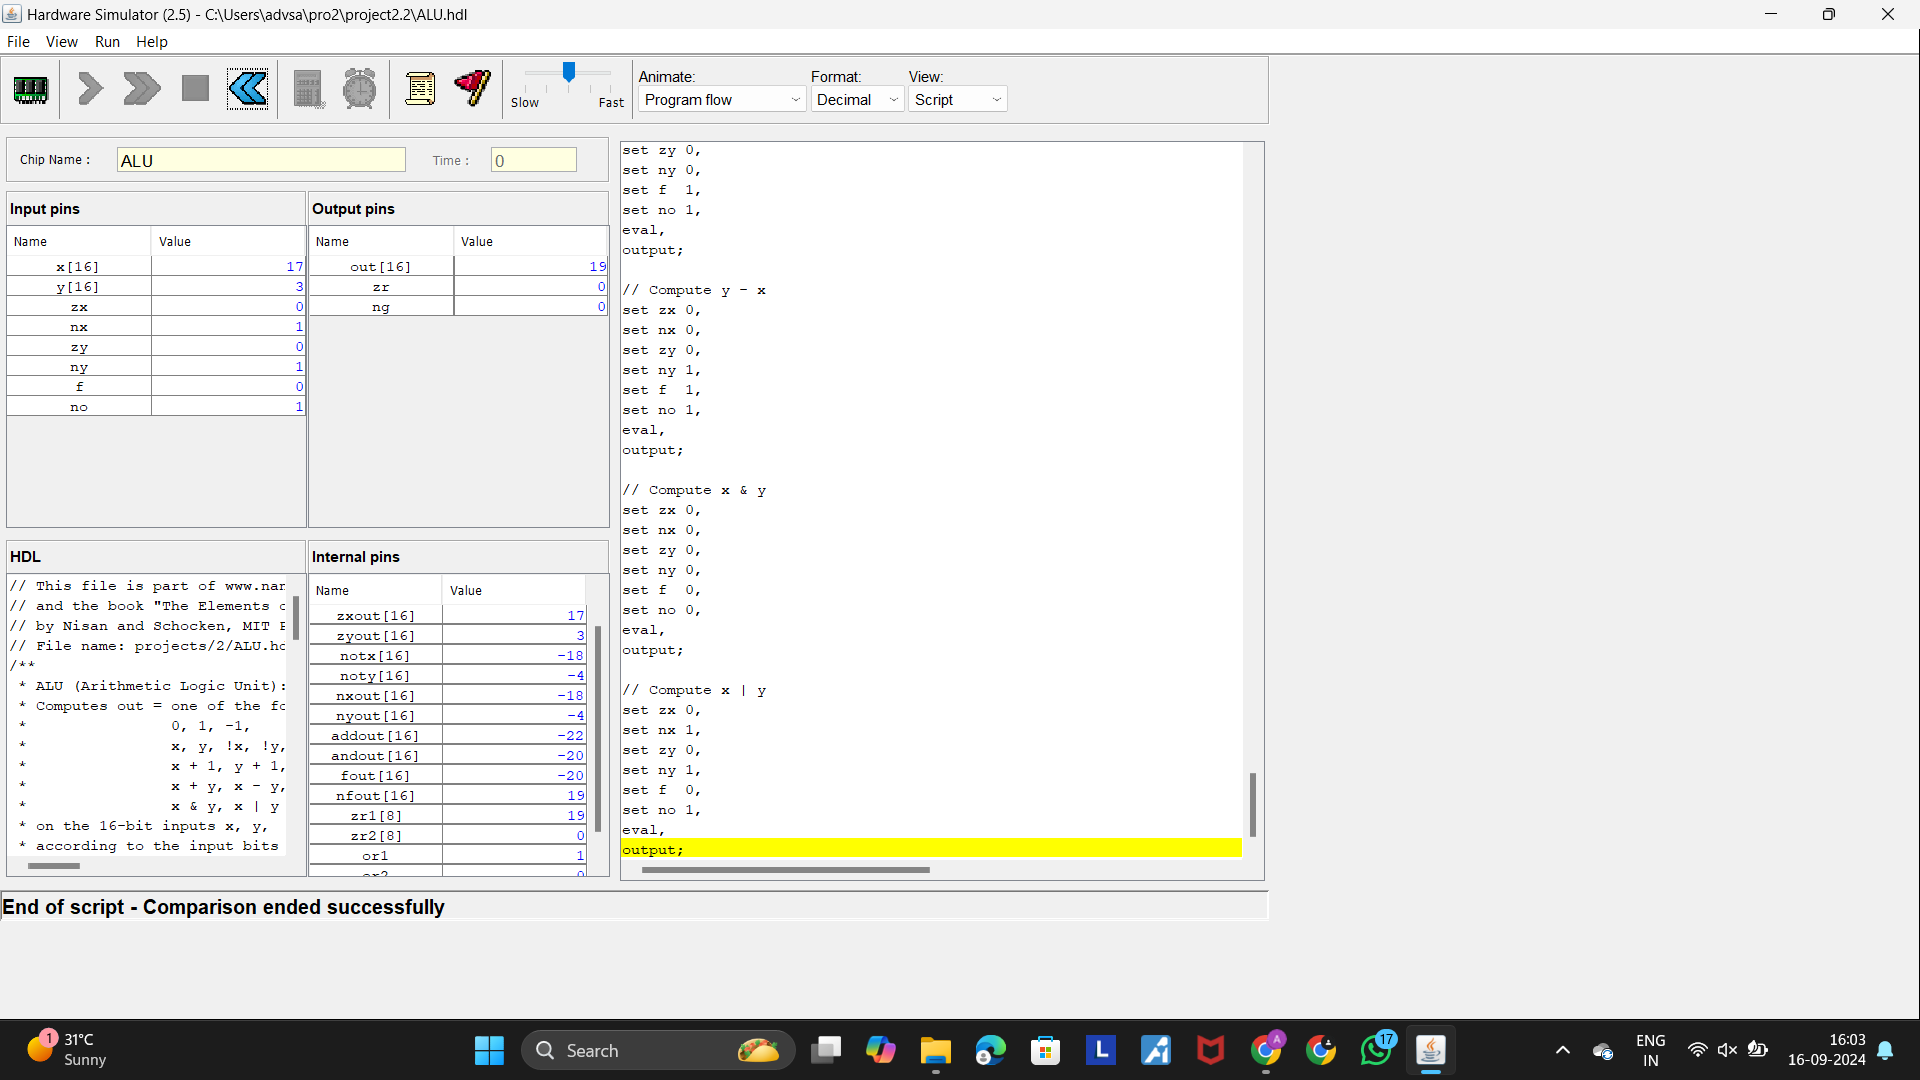 Hardware Simulator (2.5) - C:\Users\advsa\pro2\project2.2\ALU.hdl
File View Run Help
Slow Fast
Animate: Format: View:
Program flow Decimal Script
Chip Name : ALU Time : 0
Input pins
Name Value
x[16] 17
y[16] 3
zx 0
nx 1
zy 0
ny 1
f 0
no 1
Output pins
Name Value
out[16] 19
zr 0
ng 0
HDL
// This file is part of www.nan
// and the book "The Elements o
// by Nisan and Schocken, MIT P
// File name: projects/2/ALU.hd
/**
* ALU (Arithmetic Logic Unit):
* Computes out = one of the fo
* 0, 1, -1,
* x, y, !x, !y,
* x + 1, y + 1,
* x + y, x - y,
* x & y, x | y
* on the 16-bit inputs x, y,
* according to the input bits
Internal pins
Name Value
zxout[16] 17
zyout[16] 3
notx[16] -18
noty[16] -4
nxout[16] -18
nyout[16] -4
addout[16] -22
andout[16] -20
fout[16] -20
nfout[16] 19
zr1[8] 19
zr2[8] 0
or1 1
or2 0
set zy 0,
set ny 0,
set f 1,
set no 1,
eval,
output;
// Compute y - x
set zx 0,
set nx 0,
set zy 0,
set ny 1,
set f 1,
set no 1,
eval,
output;
// Compute x & y
set zx 0,
set nx 0,
set zy 0,
set ny 0,
set f 0,
set no 0,
eval,
output;
// Compute x | y
set zx 0,
set nx 1,
set zy 0,
set ny 1,
set f 0,
set no 1,
eval,
output;
End of script - Comparison ended successfully
1
31°C
Sunny
Search
L
A
17
ENG
IN
16:03
16-09-2024